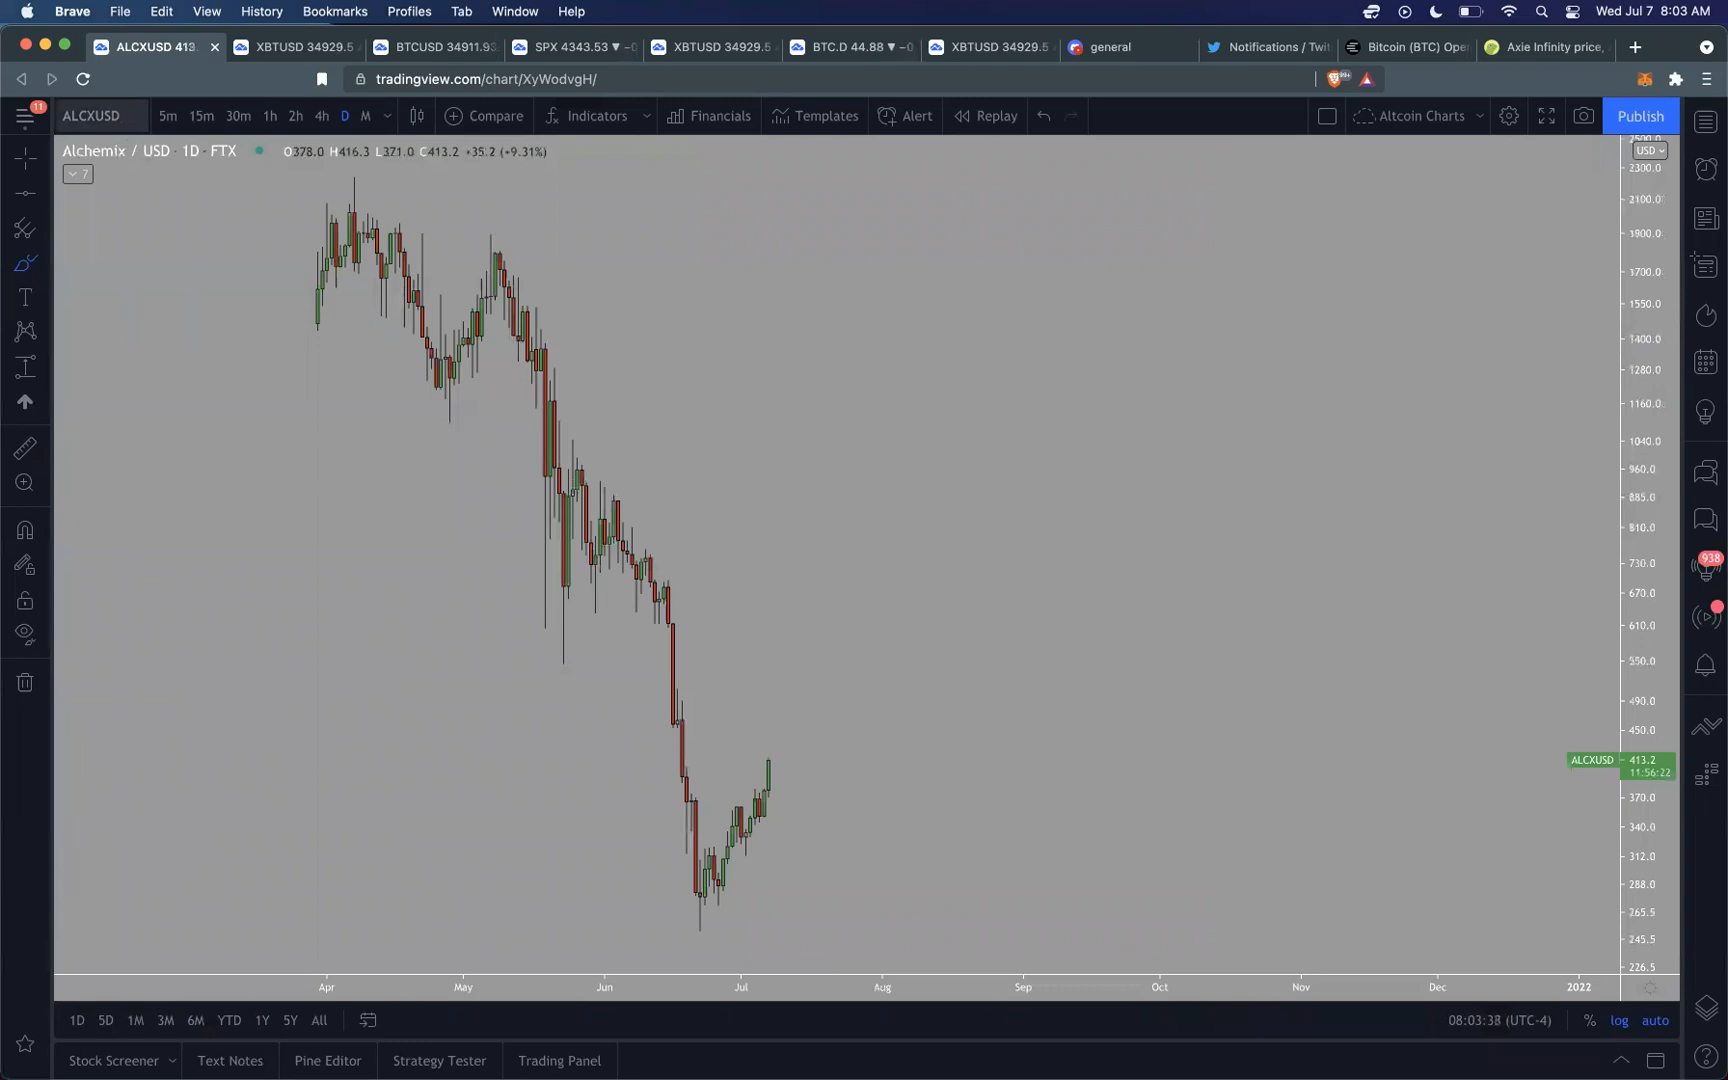 Brave File Edit View History Bookmarks Profiles Tab Window Help Wed Jul 7 8:03 AM
ALCXUSD 413. XBTUSD 34929.5 BTCUSD 34911.93 SPX 4343.53 ▼ −0 XBTUSD 34929.5 BTC.D 44.88 ▼ −0 XBTUSD 34929.5 general Notifications / Twit Bitcoin (BTC) Ope Axie Infinity price,
tradingview.com/chart/XyWodvgH/ 99+
11 ALCXUSD 5m 15m 30m 1h 2h 4h D M Compare Indicators Financials Templates Alert Replay Altcoin Charts Publish
Alchemix / USD · 1D · FTX O378.0 H416.3 L371.0 C413.2 +35.2 (+9.31%)
USD
7
2500.0
2300.0
2100.0
1900.0
1700.0
1550.0
1400.0
1280.0
1160.0
1040.0
960.0
885.0
810.0
730.0
670.0
610.0
550.0
490.0
450.0
ALCXUSD 413.2
11:56:22
370.0
340.0
312.0
288.0
265.5
245.5
226.5
938
Apr May Jun Jul Aug Sep Oct Nov Dec 2022
1D 5D 1M 3M 6M YTD 1Y 5Y All 08:03:38 (UTC-4) % log auto
Stock Screener Text Notes Pine Editor Strategy Tester Trading Panel